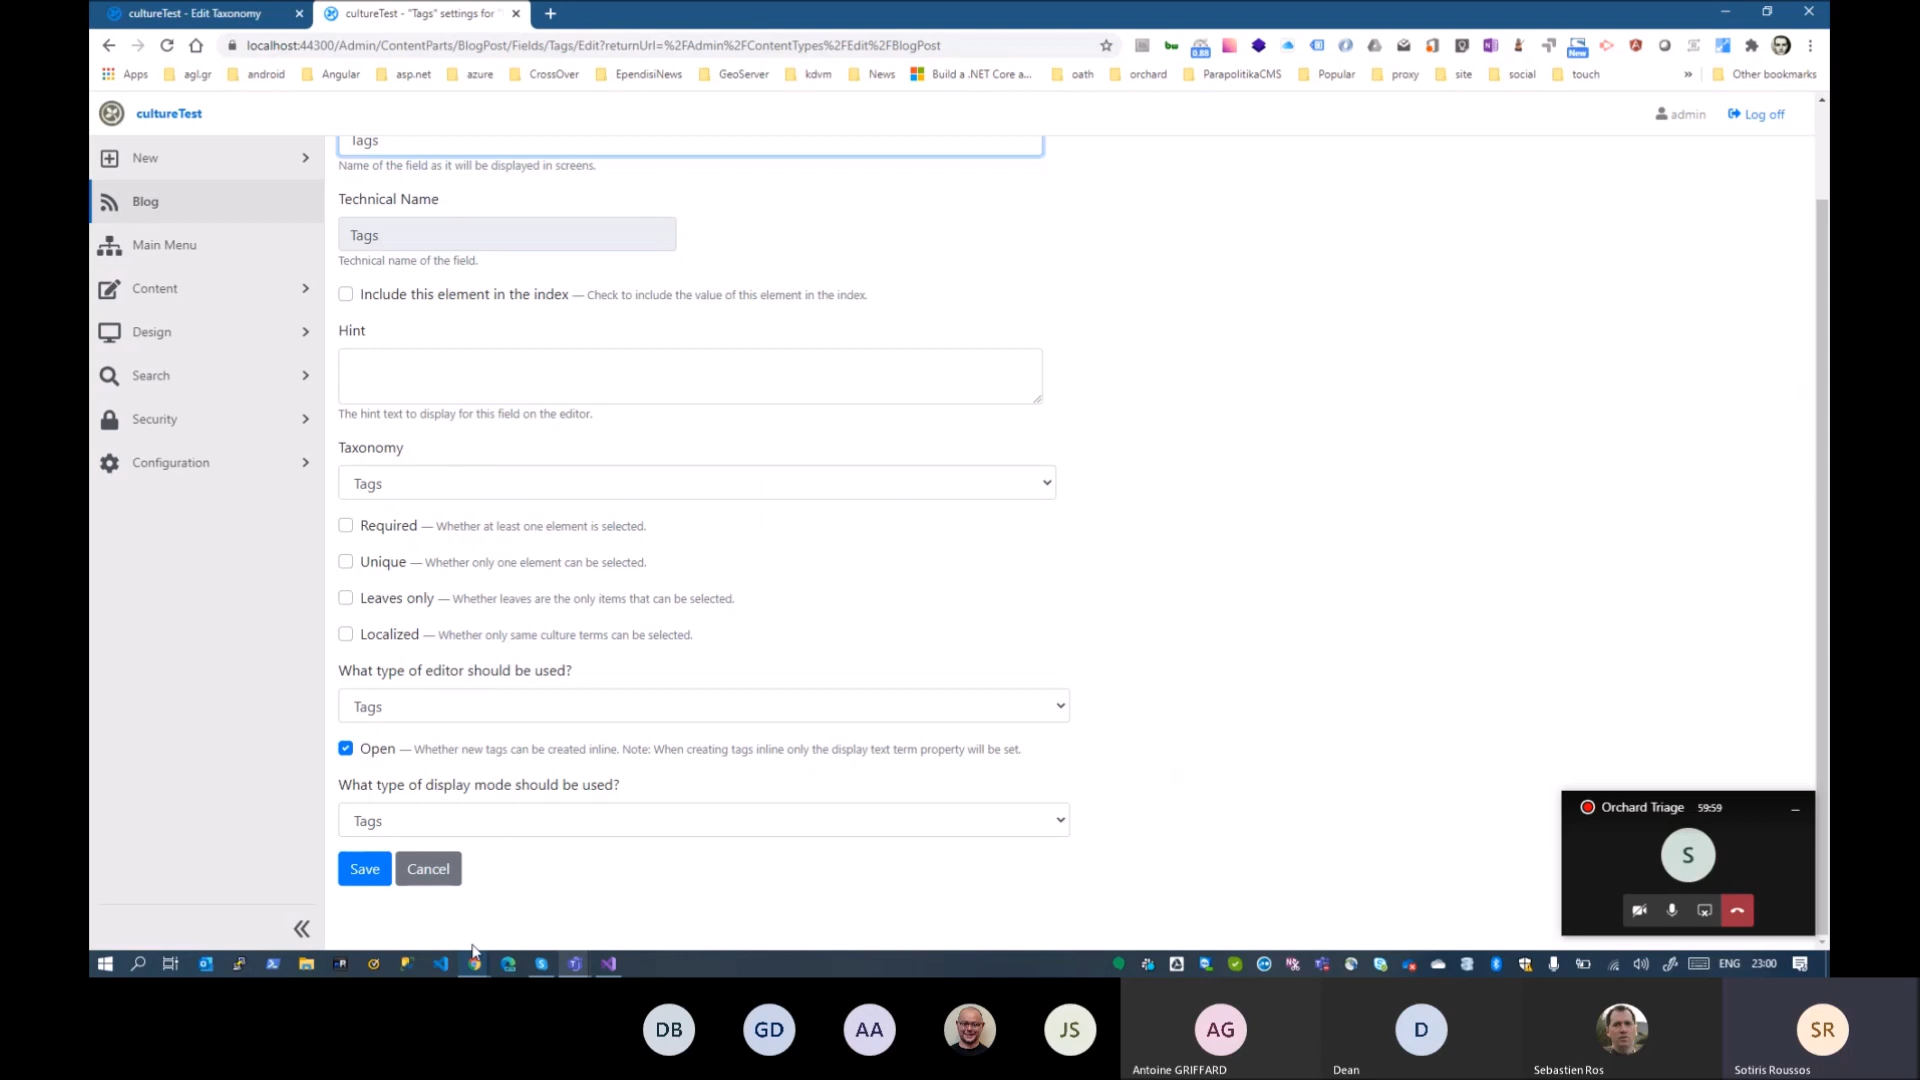 cultureTest - Edit Taxonomy
cultureTest - "Tags" settings for
localhost:44300/Admin/ContentParts/BlogPost/Fields/Tags/Edit?returnUrl=%2FAdmin%2FContentTypes%2FEdit%2FBlogPost
Apps agl.gr android Angular asp.net azure CrossOver EpendisiNews GeoServer kdvm News Build a .NET Core a... oath orchard ParapolitikaCMS Popular proxy site social touch » Other bookmarks
cultureTest
admin
Log off
New
Blog
Main Menu
Content
Design
Search
Security
Configuration
Tags
Name of the field as it will be displayed in screens.
Technical Name
Tags
Technical name of the field.
Include this element in the index — Check to include the value of this element in the index.
Hint
The hint text to display for this field on the editor.
Taxonomy
Tags
Required — Whether at least one element is selected.
Unique — Whether only one element can be selected.
Leaves only — Whether leaves are the only items that can be selected.
Localized — Whether only same culture terms can be selected.
What type of editor should be used?
Tags
Open — Whether new tags can be created inline. Note: When creating tags inline only the display text term property will be set.
What type of display mode should be used?
Tags
Save
Cancel
Orchard Triage 59:59
S
ENG 23:00
DB
GD
AA
JS
AG
D
SR
Antoine GRIFFARD
Dean
Sebastien Ros
Sotiris Roussos